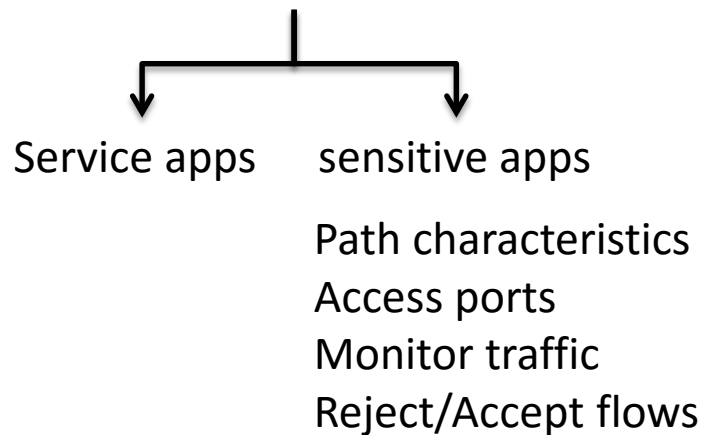 Service apps sensitive apps
Path characteristics
Access ports
Monitor traffic
Reject/Accept flows